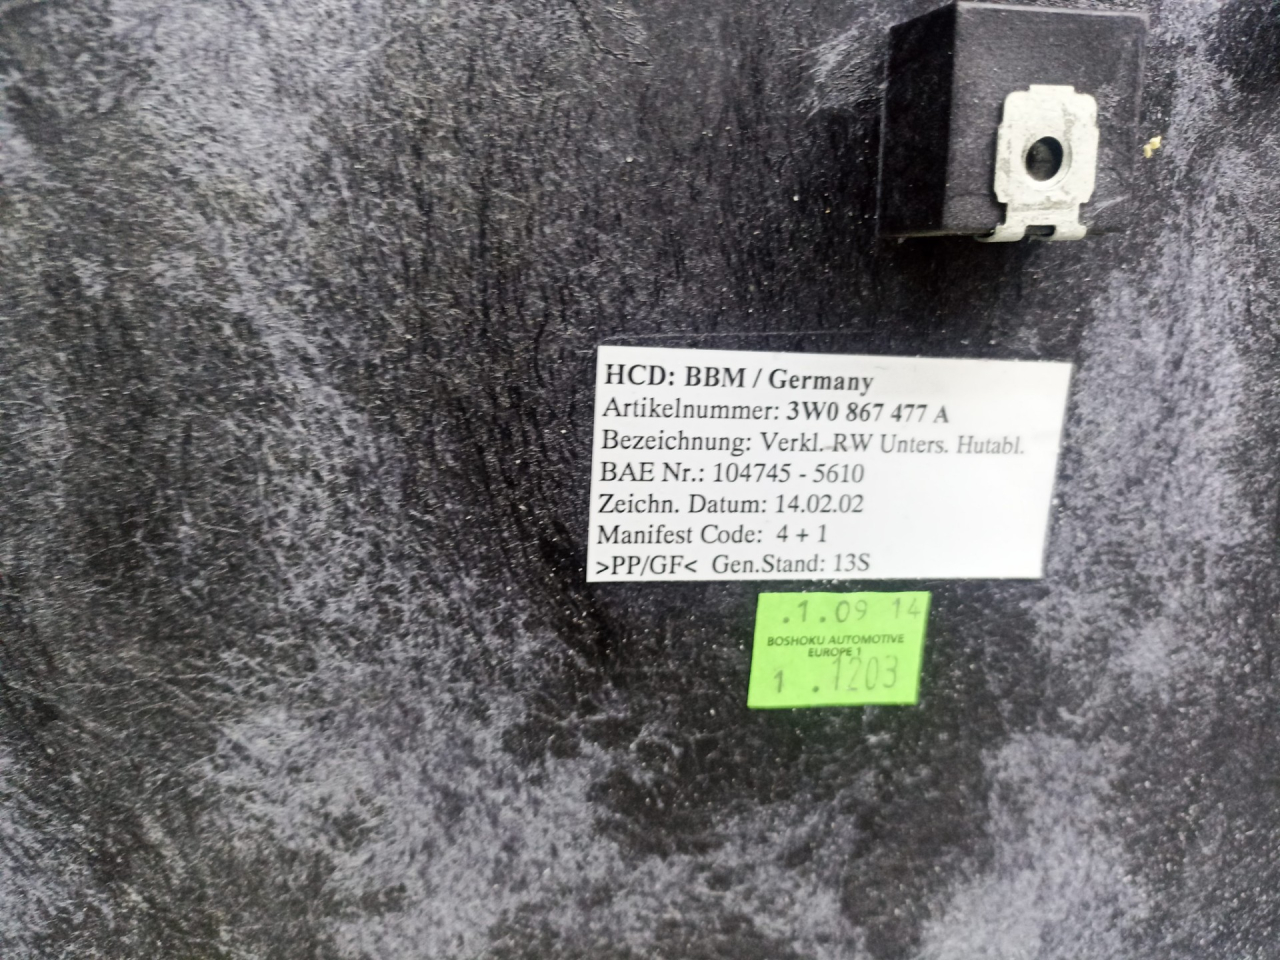 HCD: BBM / Germany
Artikelnummer: 3W0 867 477 A
Bezeichnung: Verkl. RW Unters. Hutabl.
BAE Nr.: 104745 - 5610
Zeichn. Datum: 14.02.02
Manifest Code: 4 + 1
>PP/GF< Gen.Stand: 13S
.1.09 14
BOSHOKU AUTOMOTIVE
EUROPE 1
1 .1203